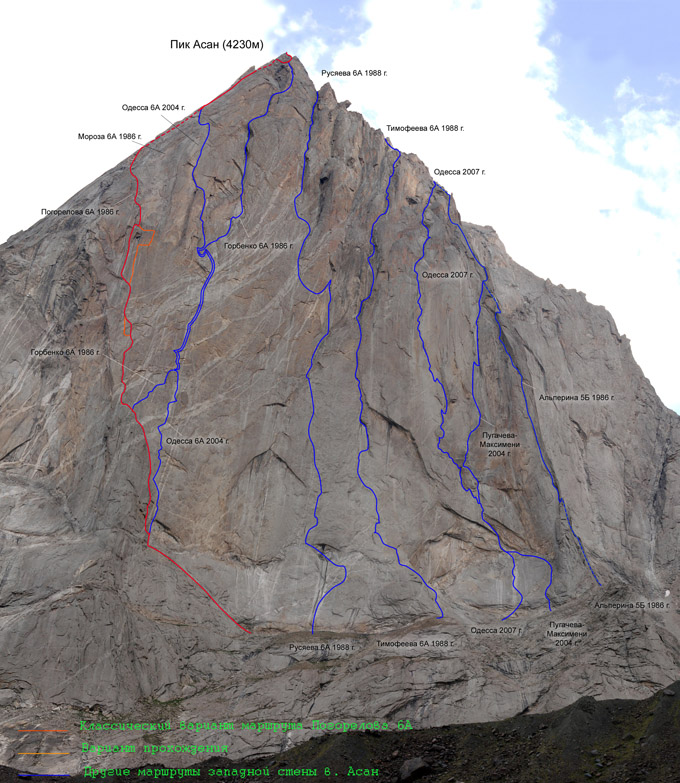 Пик Асан (4230м)
Русяева 6А 1988 г.
Одесса 6А 2004 г.
Тимофеева 6А 1988 г.
Мороза 6А 1986 г.
Одесса 2007 г.
Погорелова 6А 1986 г.
Горбенко 6А 1986 г.
Одесса 2007 г.
Горбенко 6А 1986 г.
Альперина 5Б 1986 г.
Одесса 6А 2004 г.
Пугачева-
Максимени
2004 г.
Альперина 5Б 1986 г.
Одесса 2007 г.
Пугачева-
Максимени
2004 г.
Русяева 6А 1988 г.
Тимофеева 6А 1988 г.
Классический вариант маршрута Погорелова 6А
Вариант прохождения
Другие маршруты западной стены в. Асан